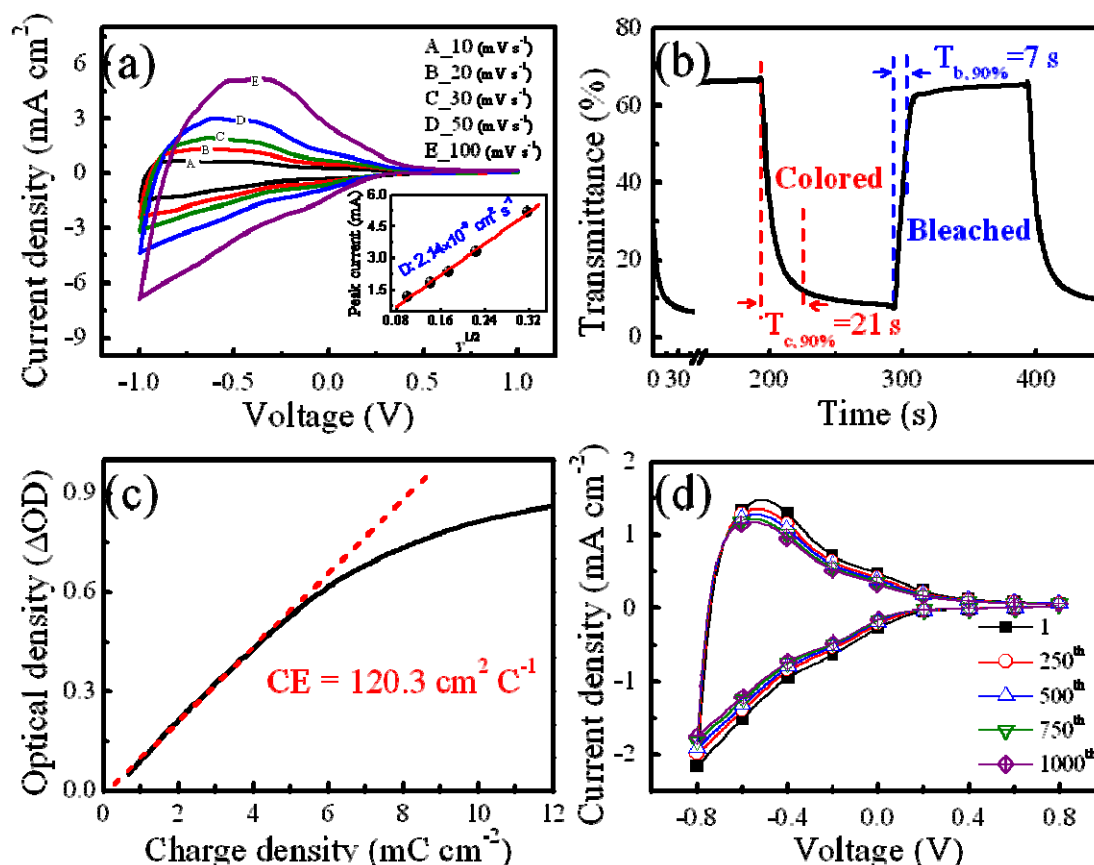 (a)
A_10 (mV s-1)
B_20 (mV s-1)
C_30 (mV s-1)
D_50 (mV s-1)
E_100 (mV s-1)
E
D
C
B
A
Current density (mA cm2)
6
3
0
-3
-6
-9
-1.0 -0.5 0.0 0.5 1.0
Voltage (V)
Peak current (mA)
6.0
4.5
3.0
1.5
0.08 0.16 0.24 0.32
(b)
Tb, 90%=7 s
Colored
Bleached
Tc, 90%=21 s
Transmittance (%)
80
60
40
20
0
0 30 200 300 400
Time (s)
(c)
CE = 120.3 cm2 C-1
Optical density (ΔOD)
0.9
0.6
0.3
0.0
0 2 4 6 8 10 12
Charge density (mC cm-2)
(d)
Current density (mA cm-2)
2
1
0
-1
-2
1
250th
500th
750th
1000th
-0.8 -0.4 0.0 0.4 0.8
Voltage (V)